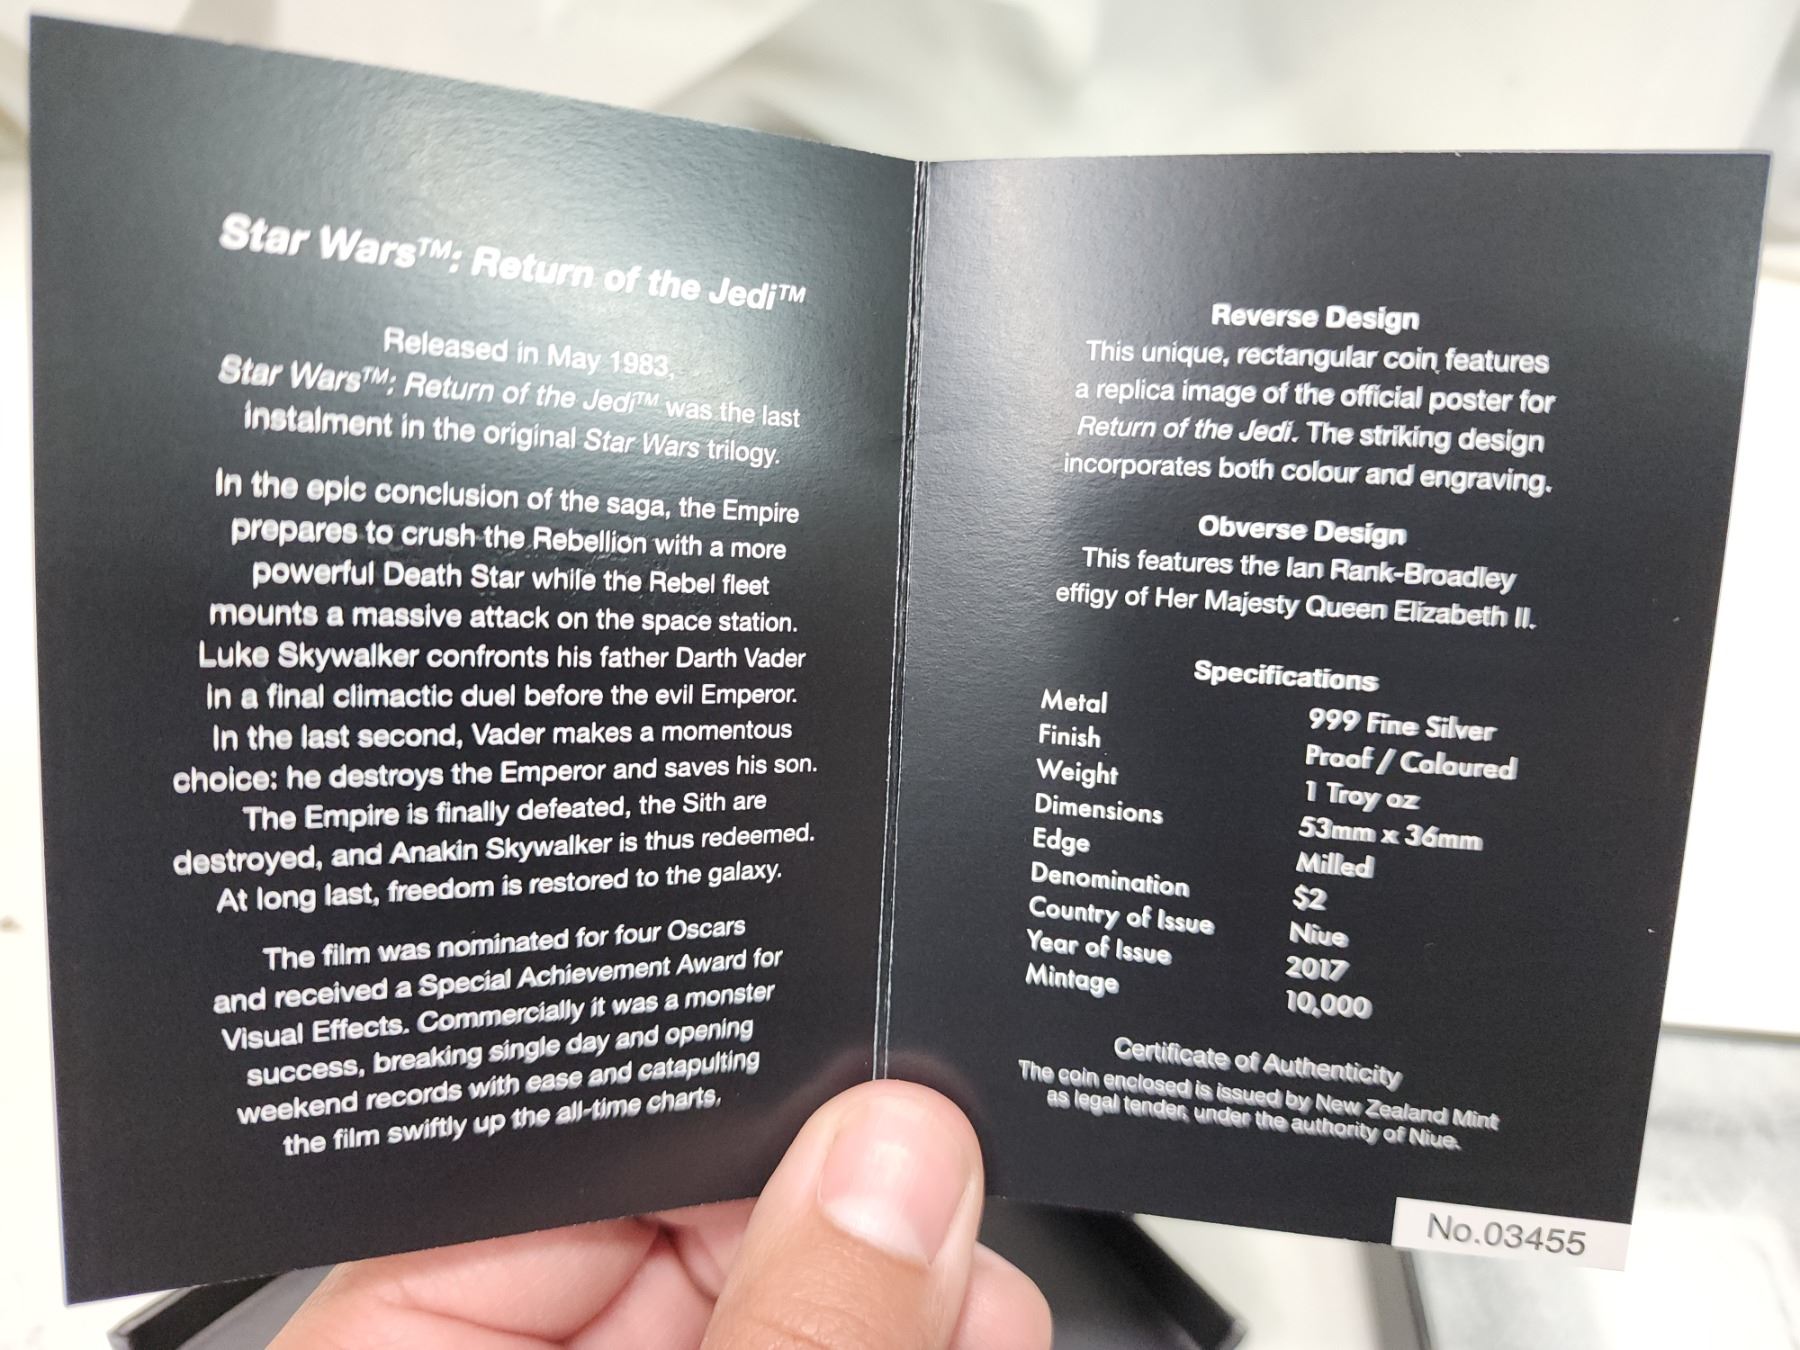 Star Wars™: Return of the Jedi™
Released in May 1983,
Star Wars™: Return of the Jedi™ was the last
instalment in the original Star Wars trilogy.
In the epic conclusion of the saga, the Empire
prepares to crush the Rebellion with a more
powerful Death Star while the Rebel fleet
mounts a massive attack on the space station.
Luke Skywalker confronts his father Darth Vader
in a final climactic duel before the evil Emperor.
In the last second, Vader makes a momentous
choice: he destroys the Emperor and saves his son.
The Empire is finally defeated, the Sith are
destroyed, and Anakin Skywalker is thus redeemed.
At long last, freedom is restored to the galaxy.
The film was nominated for four Oscars
and received a Special Achievement Award for
Visual Effects. Commercially it was a monster
success, breaking single day and opening
weekend records with ease and catapulting
the film swiftly up the all-time charts.
Reverse Design
This unique, rectangular coin features
a replica image of the official poster for
Return of the Jedi. The striking design
incorporates both colour and engraving.
Obverse Design
This features the Ian Rank-Broadley
effigy of Her Majesty Queen Elizabeth II.
Specifications
Metal 999 Fine Silver
Finish Proof / Coloured
Weight 1 Troy oz
Dimensions 53mm x 36mm
Edge Milled
Denomination $2
Country of Issue Niue
Year of Issue 2017
Mintage 10,000
Certificate of Authenticity
The coin enclosed is issued by New Zealand Mint
as legal tender, under the authority of Niue.
No.03455